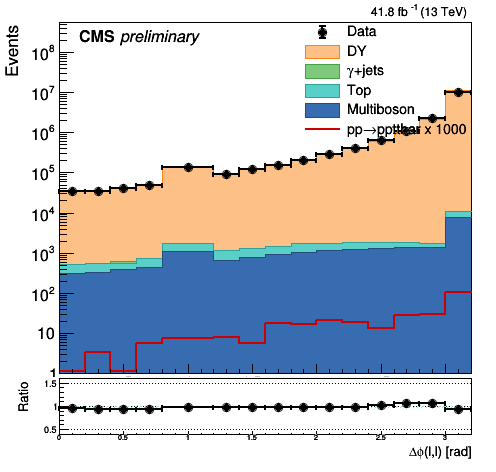 41.8 fb⁻¹ (13 TeV)
CMS preliminary
Events
Data
DY
γ+jets
Top
Multiboson
pp→ppttbar x 1000
10⁸
10⁷
10⁶
10⁵
10⁴
10³
10²
10
1
Ratio
1.5
1
0.5
0 0.5 1 1.5 2 2.5 3
Δϕ(l,l) [rad]